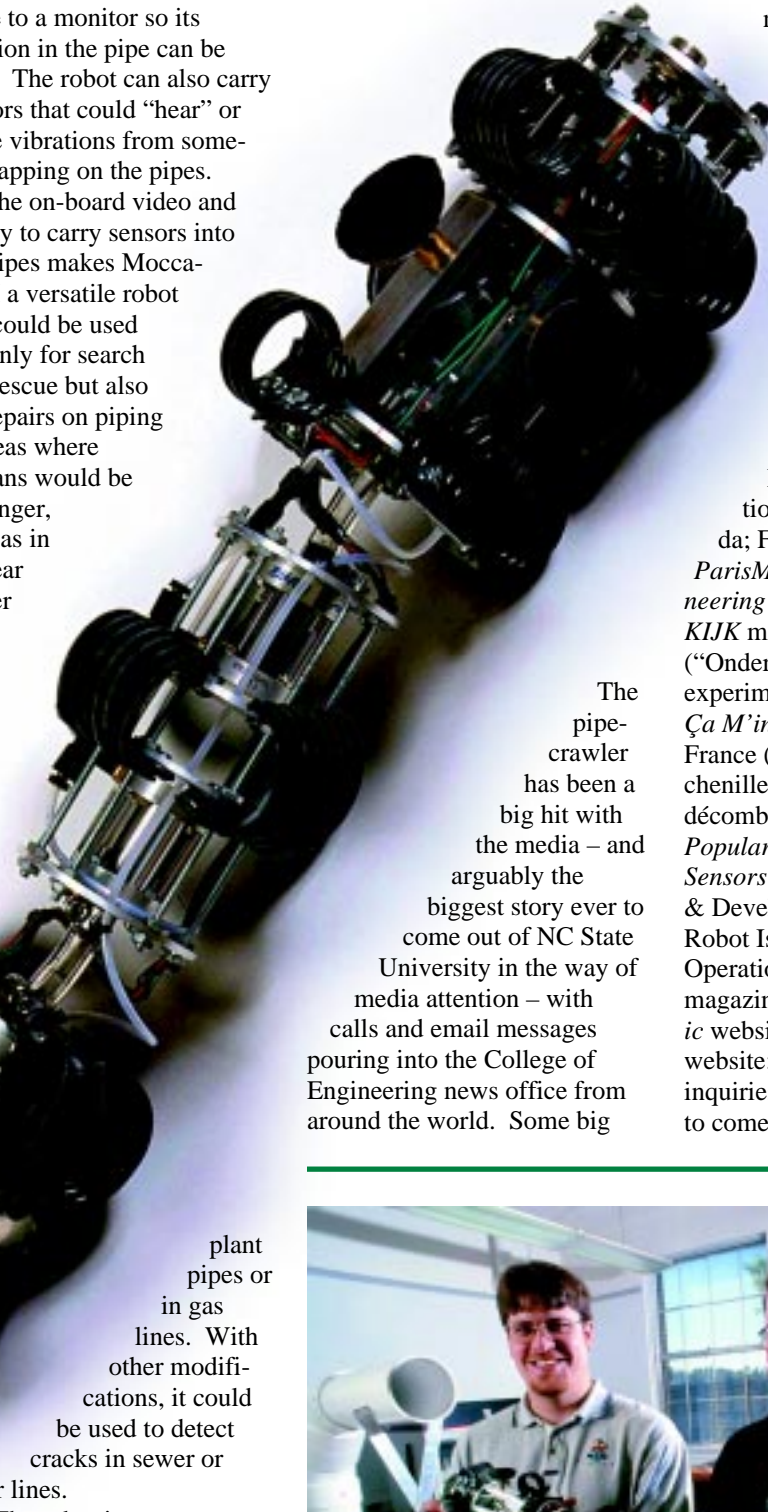 to a monitor so its
ion in the pipe can be
The robot can also carry
ors that could “hear” or
vibrations from some-
apping on the pipes.
he on-board video and
y to carry sensors into
ipes makes Mocca-
a versatile robot
could be used
nly for search
escue but also
epairs on piping
eas where
ans would be
nger,
as in
ear
er
plant
pipes or
in gas
lines.  With
other modifi-
cations, it could
be used to detect
cracks in sewer or
r lines.
The
pipe-
crawler
has been a
big hit with
the media – and
arguably the
biggest story ever to
come out of NC State
University in the way of
media attention – with
calls and email messages
pouring into the College of
Engineering news office from
around the world.  Some big
tio
da; F
ParisM
neering
KIJK m
(“Onder
experim
Ça M’in
France (
chenille
décomb
Popular
Sensors
& Deve
Robot Is
Operatio
magazin
ic websi
website
inquirie
to come